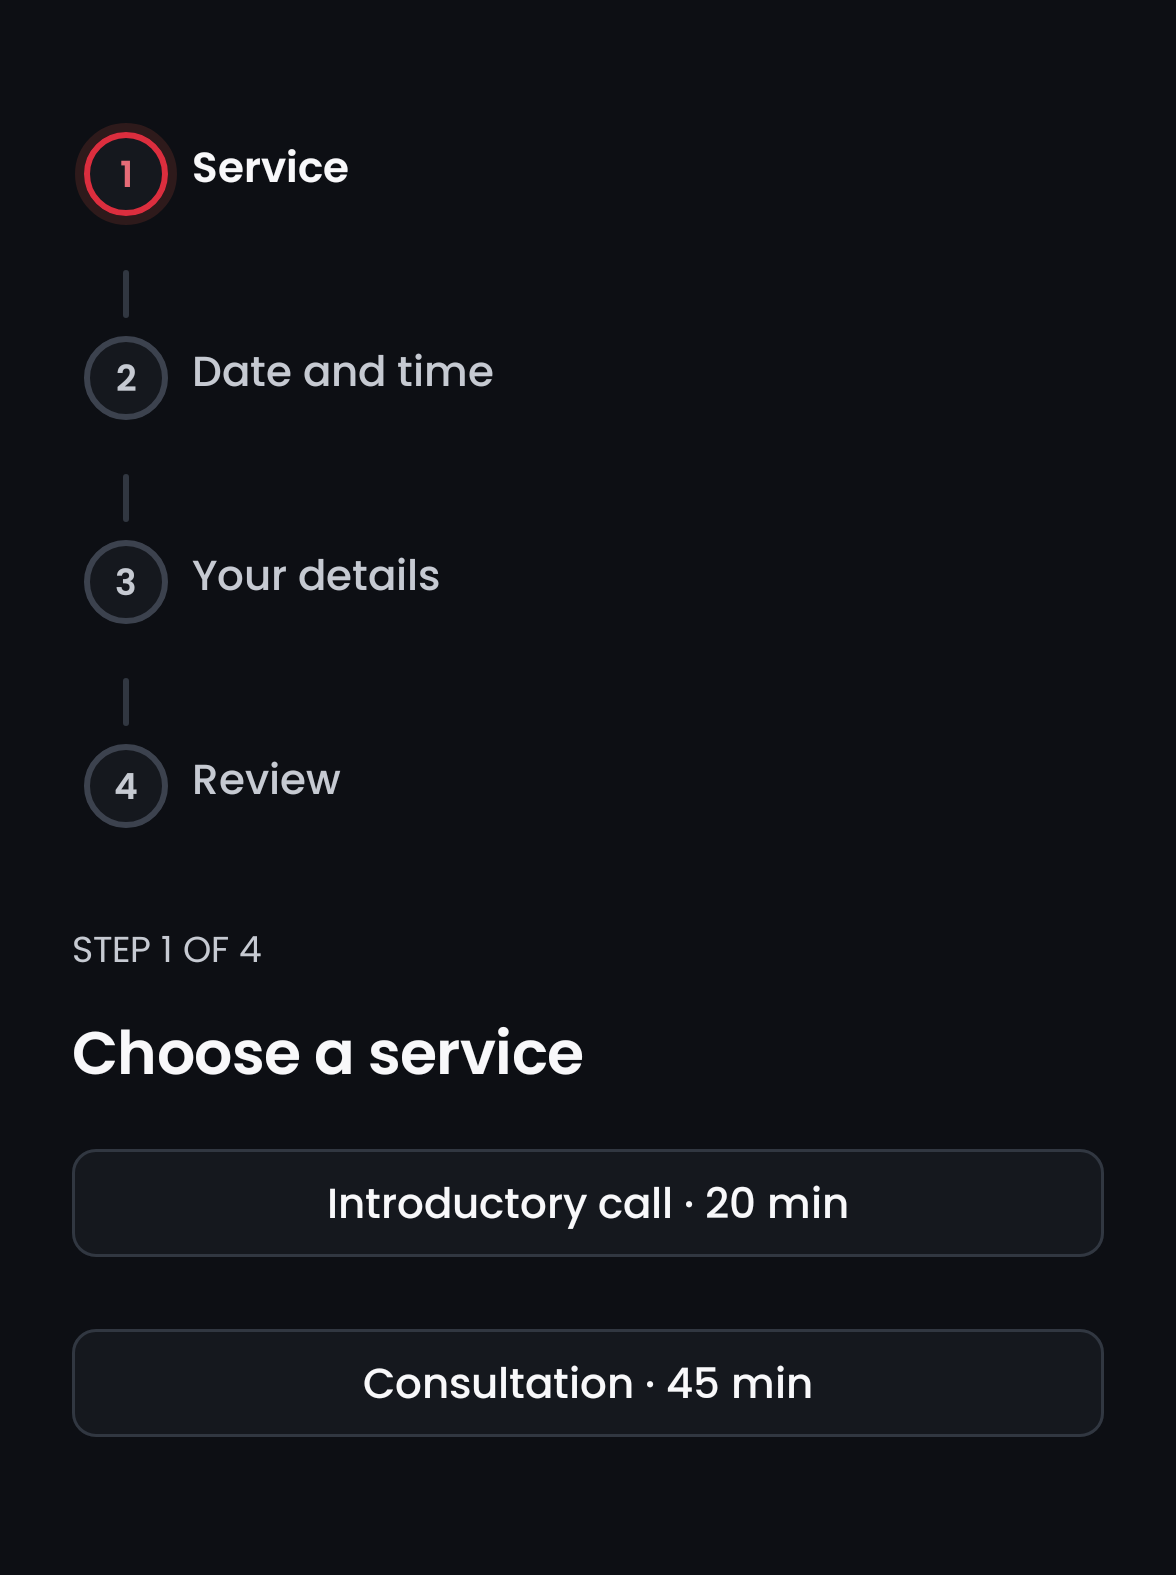 1 Service
2 Date and time
3 Your details
4 Review
STEP 1 OF 4
Choose a service
Introductory call · 20 min
Consultation · 45 min